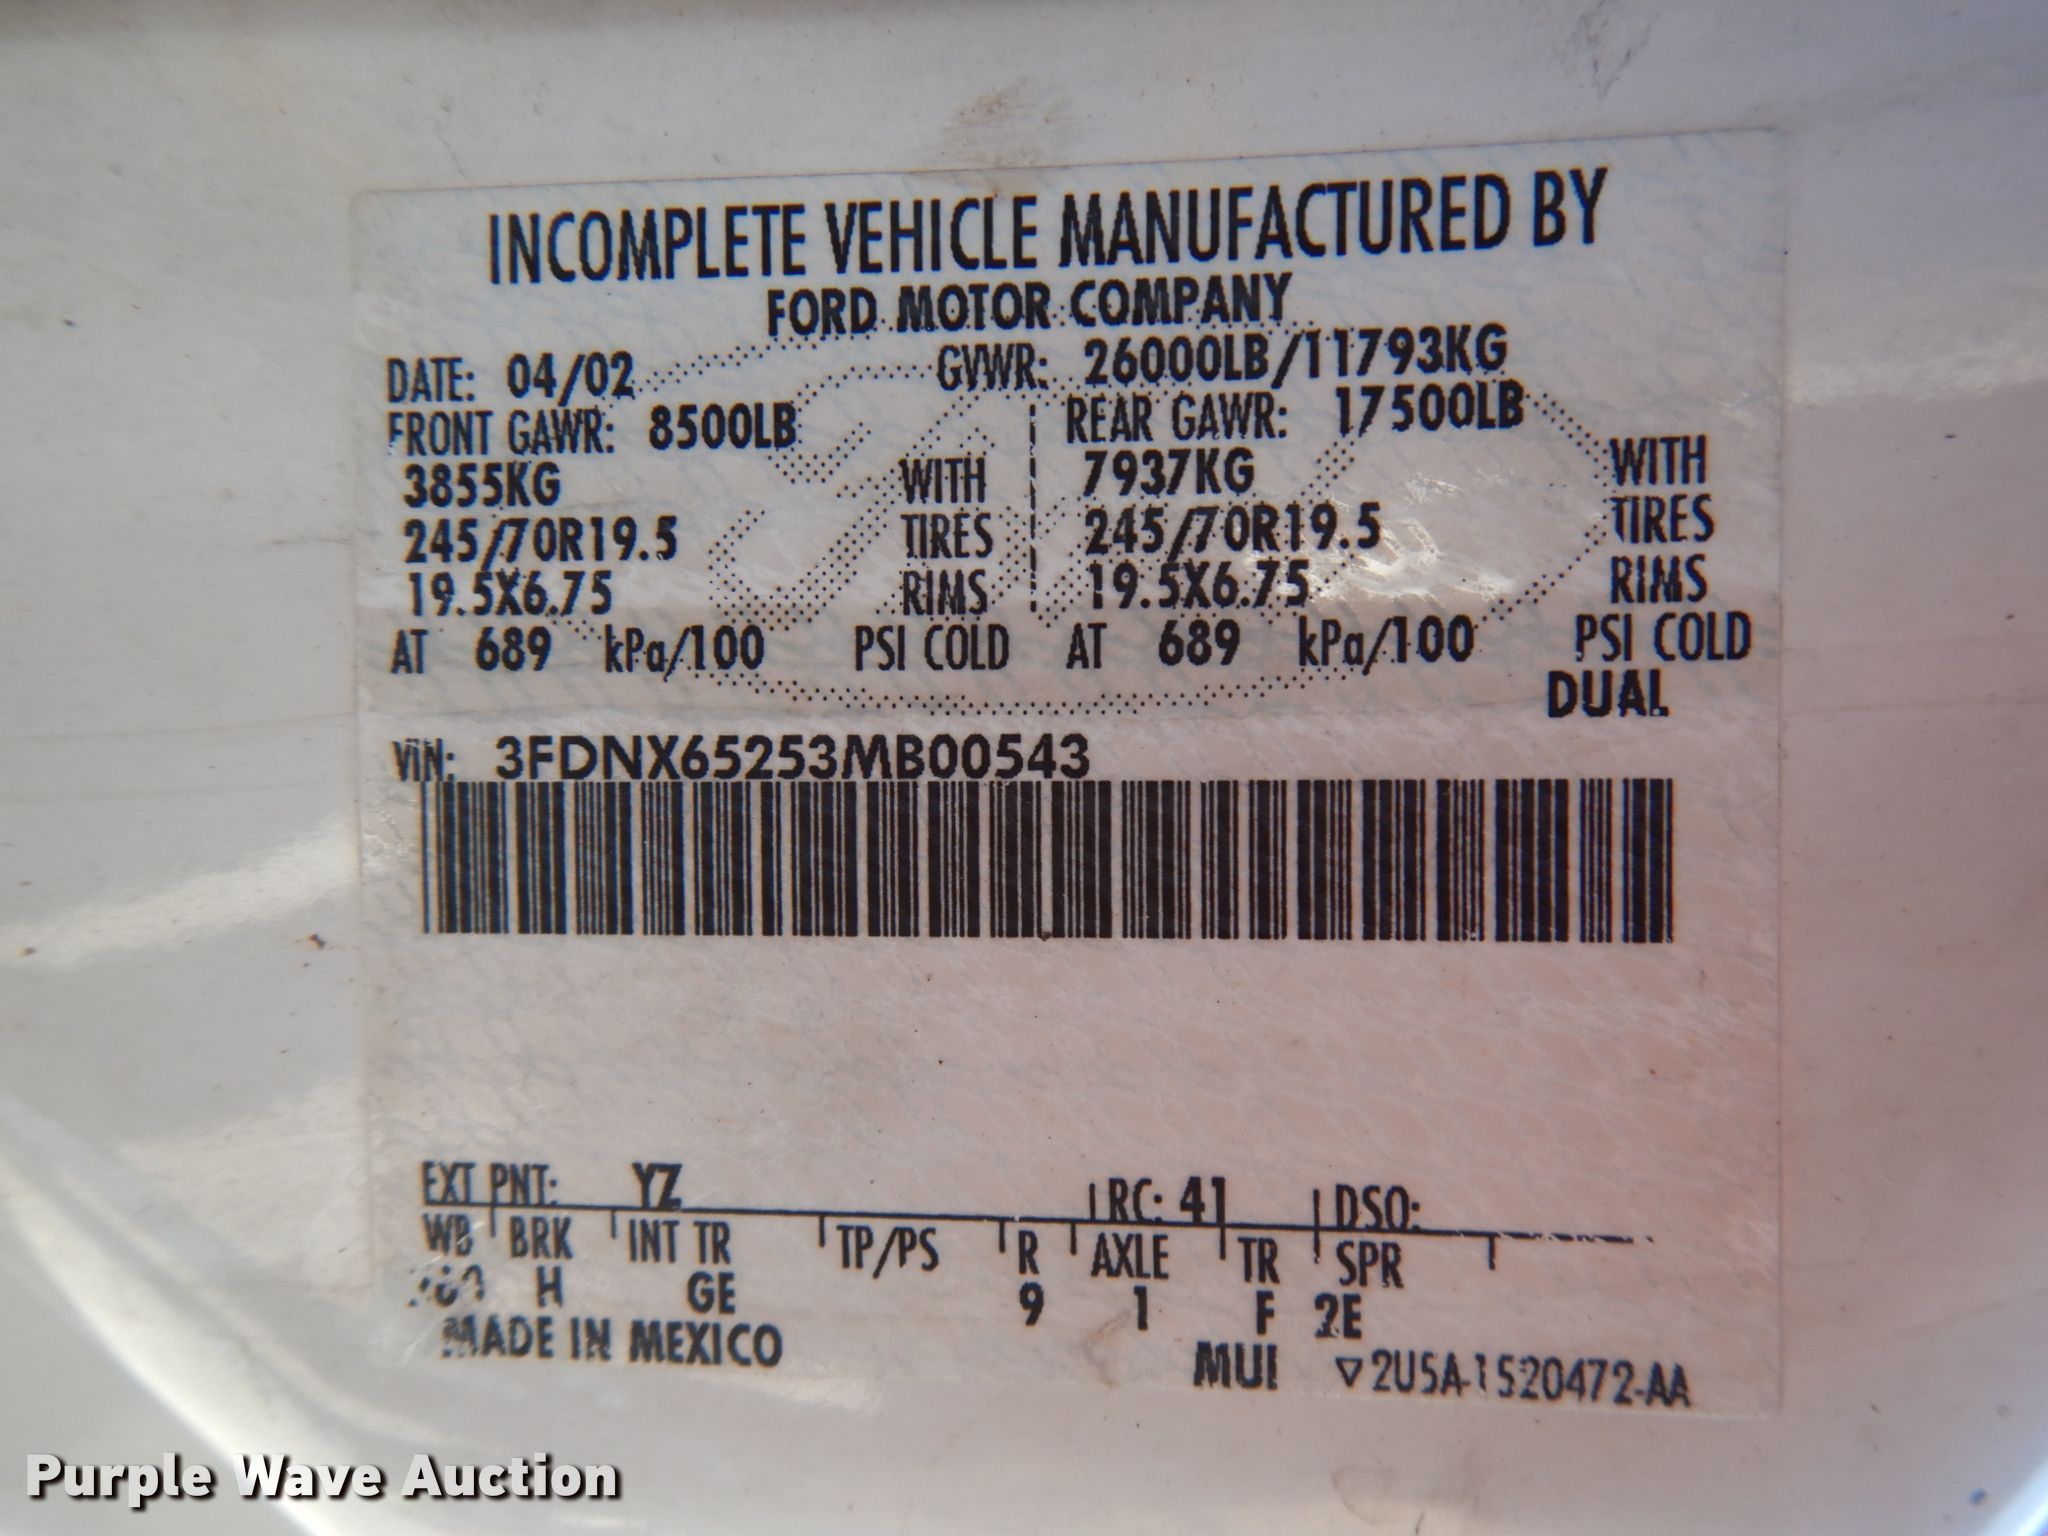 INCOMPLETE VEHICLE MANUFACTURED BY
FORD MOTOR COMPANY
DATE: 04/02 GVWR: 26000LB/11793KG
FRONT GAWR: 8500LB REAR GAWR: 17500LB
3855KG WITH 7937KG WITH
245/70R19.5 TIRES 245/70R19.5 TIRES
19.5X6.75 RIMS 19.5X6.75 RIMS
AT 689 kPa/100 PSI COLD AT 689 kPa/100 PSI COLD
DUAL
VIN: 3FDNX65253MB00543
EXT PNT: YZ RC: 41 DSO:
WB BRK INT TR TP/PS R AXLE TR SPR
H GE 9 1 F 2E
MADE IN MEXICO
MUI ▽2U5A-1520472-AA
Purple Wave Auction